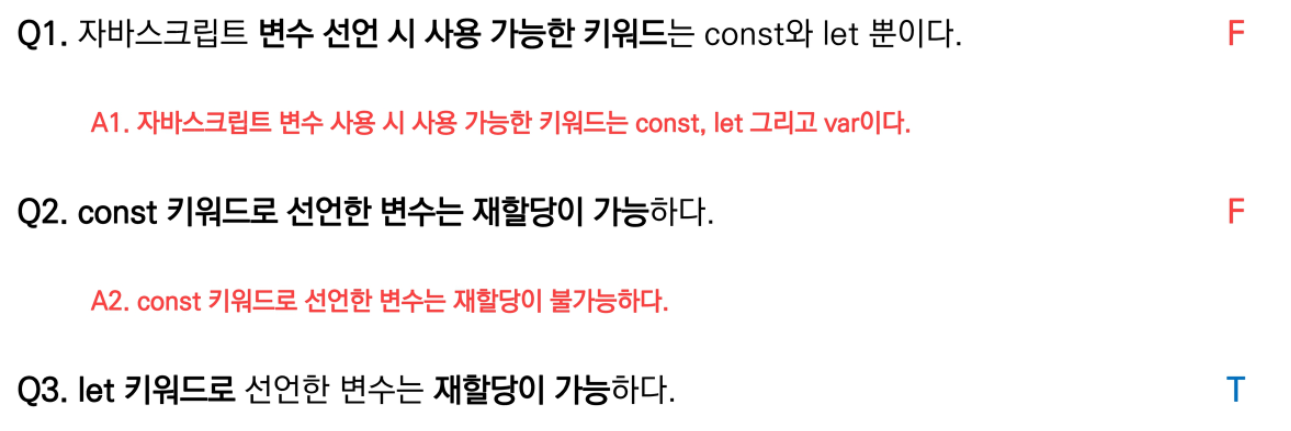 Q1. 자바스크립트 변수 선언 시 사용 가능한 키워드는 const와 let 뿐이다. F
A1. 자바스크립트 변수 사용 시 사용 가능한 키워드는 const, let 그리고 var이다.
Q2. const 키워드로 선언한 변수는 재할당이 가능하다. F
A2. const 키워드로 선언한 변수는 재할당이 불가능하다.
Q3. let 키워드로 선언한 변수는 재할당이 가능하다. T